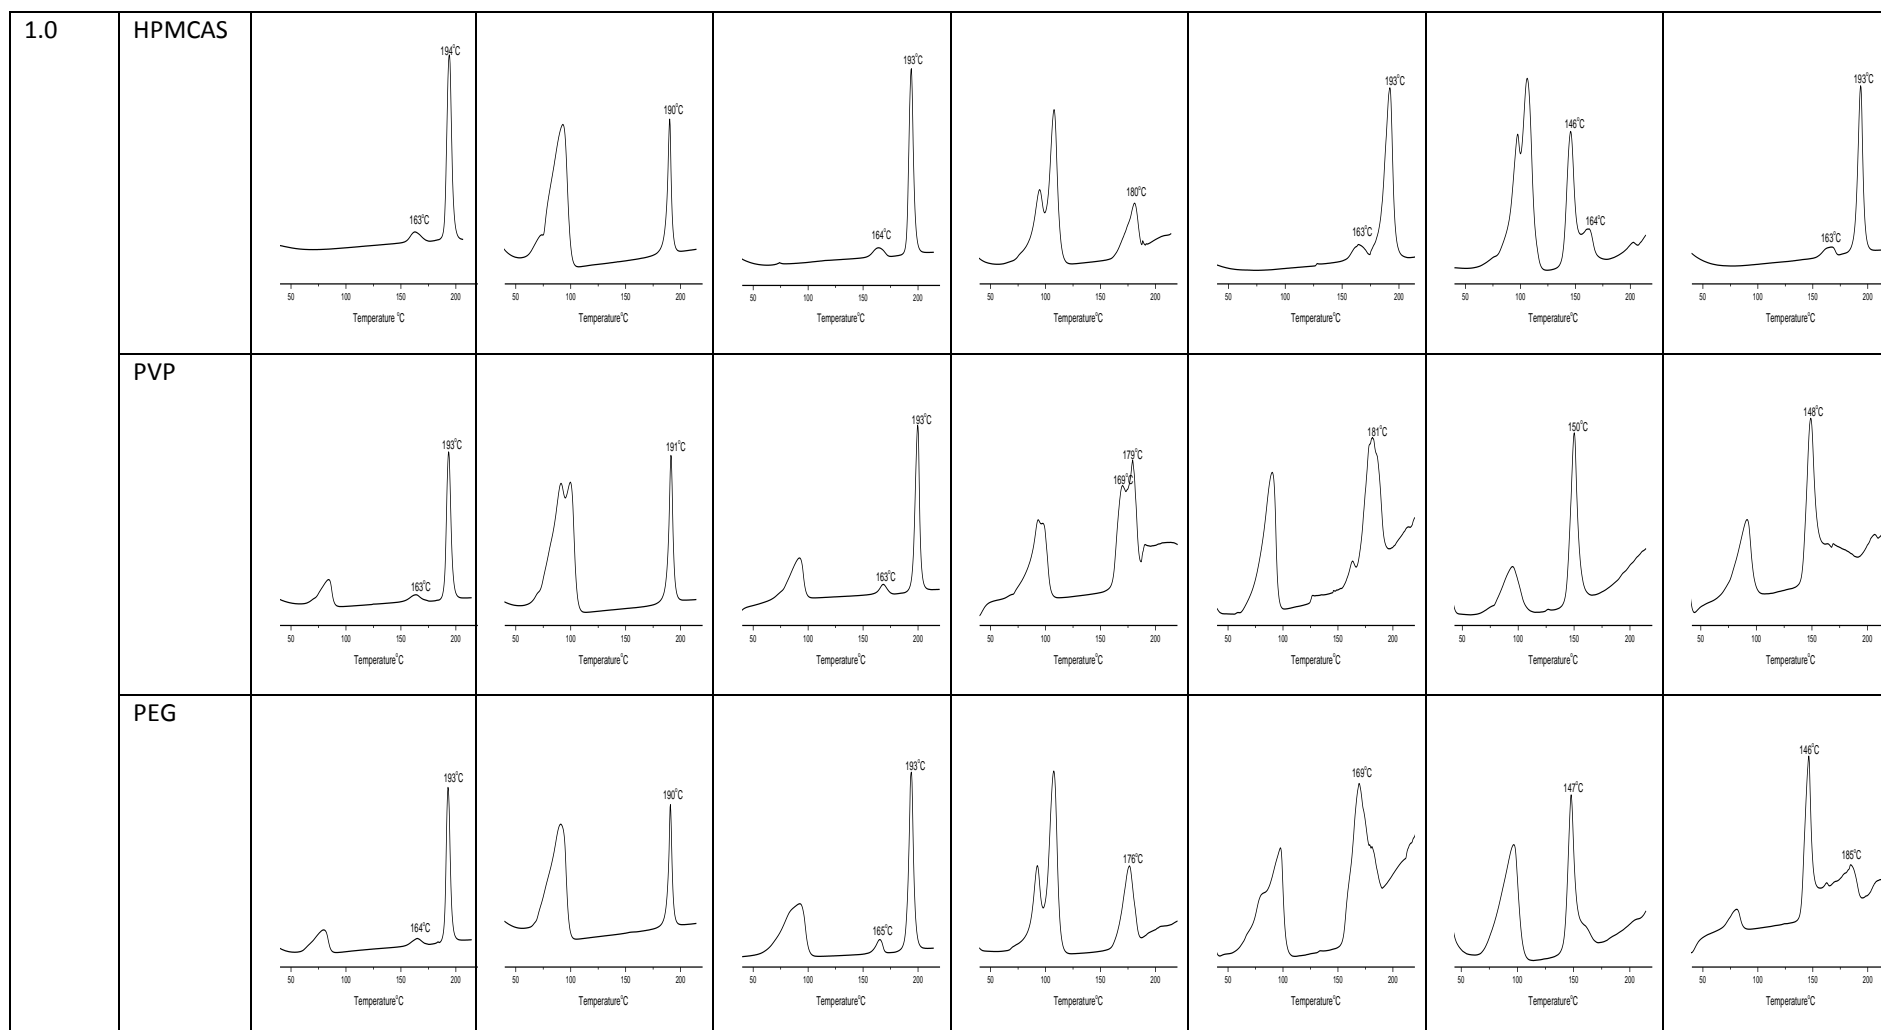 1.0 HPMCAS
194°C
163°C
50 100 150 200
Temperature °C
190°C
50 100 150 200
Temperature°C
193°C
164°C
50 100 150 200
Temperature°C
180°C
50 100 150 200
Temperature°C
193°C
163°C
50 100 150 200
Temperature°C
146°C
164°C
50 100 150 200
Temperature°C
193°C
163°C
50 100 150 200
Temperature°C
PVP
193°C
163°C
50 100 150 200
Temperature°C
191°C
50 100 150 200
Temperature°C
193°C
163°C
50 100 150 200
Temperature°C
179°C
169°C
50 100 150 200
Temperature°C
181°C
50 100 150 200
Temperature°C
150°C
50 100 150 200
Temperature°C
148°C
50 100 150 200
Temperature°C
PEG
193°C
164°C
50 100 150 200
Temperature°C
190°C
50 100 150 200
Temperature°C
193°C
165°C
50 100 150 200
Temperature°C
176°C
50 100 150 200
Temperature°C
169°C
50 100 150 200
Temperature°C
147°C
50 100 150 200
Temperature°C
146°C
185°C
50 100 150 200
Temperature°C